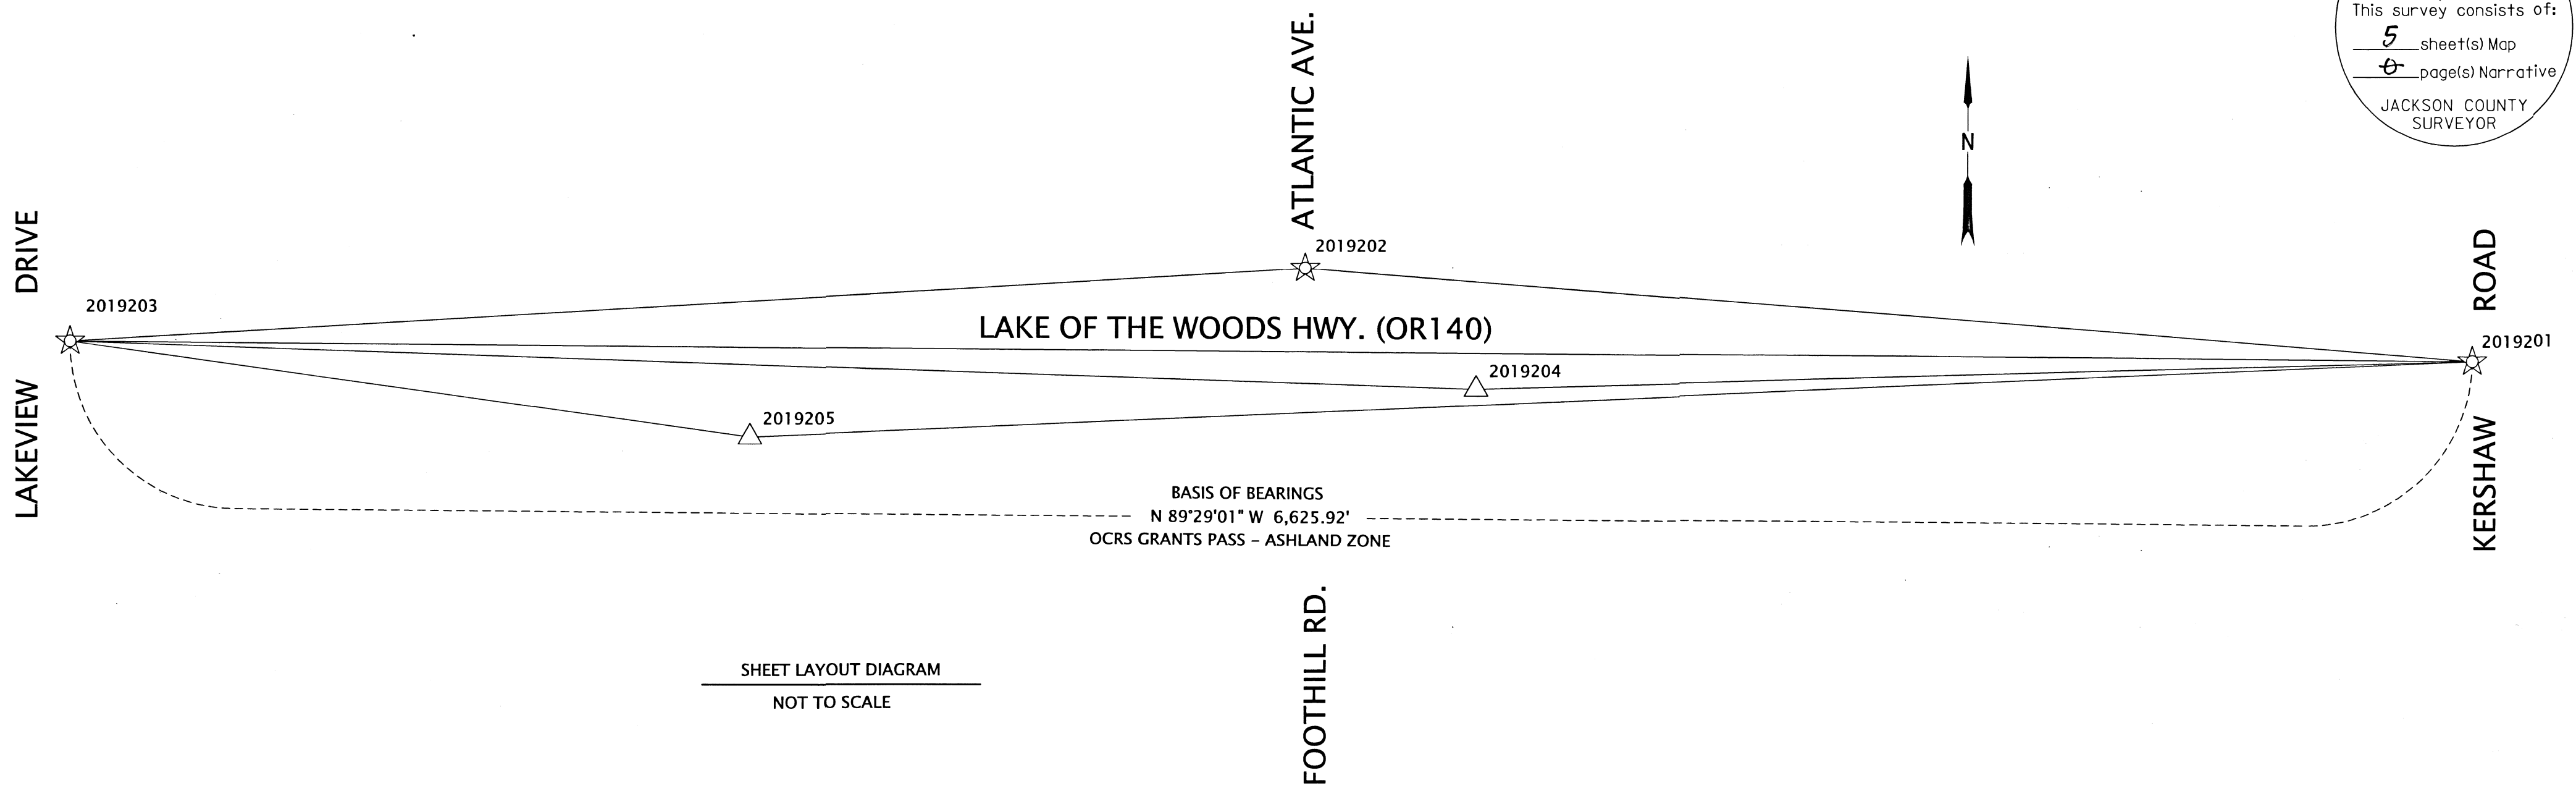 This survey consists of:
5 sheet(s) Map
0 page(s) Narrative
JACKSON COUNTY
SURVEYOR
ATLANTIC AVE.
N
LAKEVIEW DRIVE
KERSHAW ROAD
2019202
2019203
LAKE OF THE WOODS HWY. (OR140)
2019201
2019204
2019205
BASIS OF BEARINGS
N 89°29'01" W 6,625.92'
OCRS GRANTS PASS – ASHLAND ZONE
FOOTHILL RD.
SHEET LAYOUT DIAGRAM
NOT TO SCALE